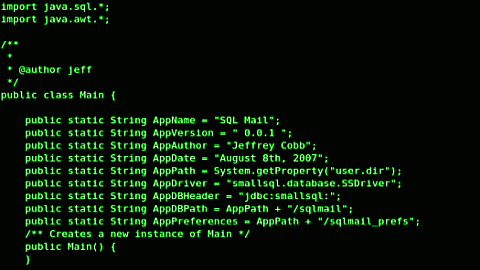 import java.sql.*;
import java.awt.*;
/**
 *
 * @author jeff
 */
public class Main {
    public static String AppName = "SQL Mail";
    public static String AppVersion = " 0.0.1 ";
    public static String AppAuthor = "Jeffrey Cobb";
    public static String AppDate = "August 8th, 2007";
    public static String AppPath = System.getProperty("user.dir");
    public static String AppDriver = "smallsql.database.SSDriver";
    public static String AppDBHeader = "jdbc:smallsql:";
    public static String AppDBPath = AppPath + "/sqlmail";
    public static String AppPreferences = AppPath + "/sqlmail_prefs";
    /** Creates a new instance of Main */
    public Main() {
    }